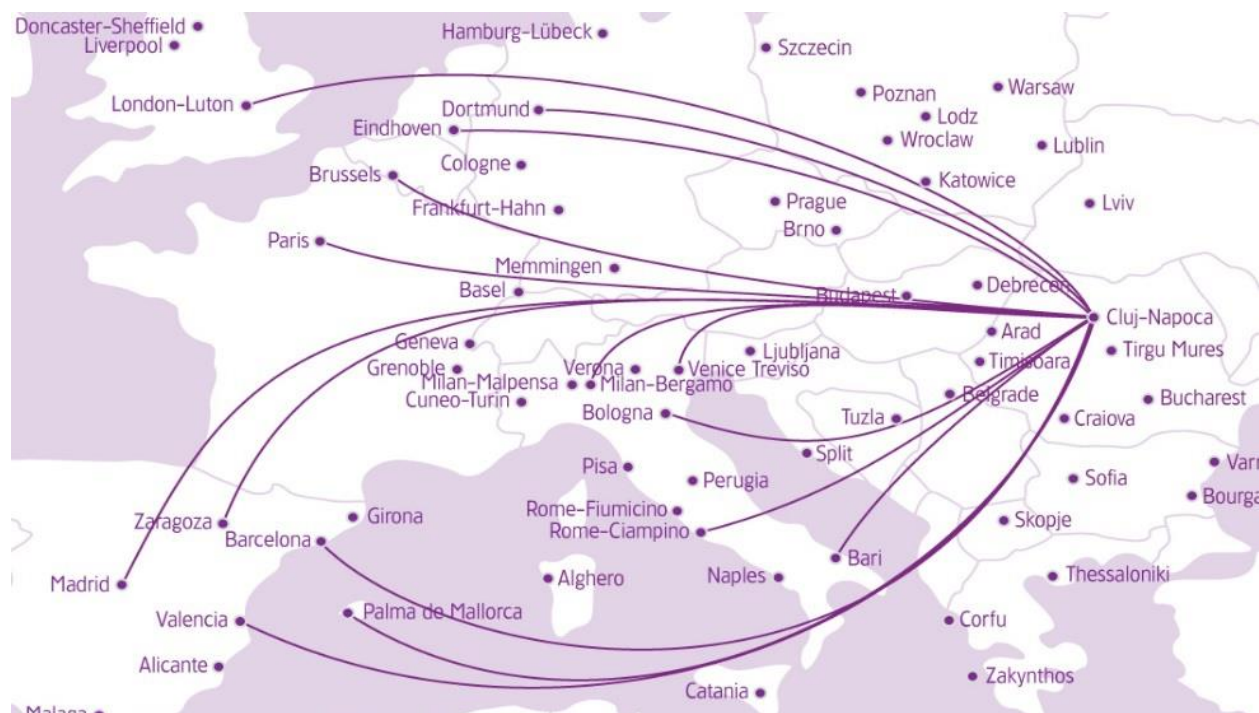 Doncaster-Sheffield
Liverpool
Hamburg-Lübeck
Szczecin
London-Luton
Dortmund
Eindhoven
Poznan
Warsaw
Lodz
Wroclaw
Lublin
Brussels
Cologne
Katowice
Frankfurt-Hahn
Prague
Lviv
Brno
Paris
Memmingen
Basel
Budapest
Debrecen
Cluj-Napoca
Geneva
Arad
Grenoble
Verona
Ljubljana
Tirgu Mures
Milan-Malpensa
Milan-Bergamo
Venice Treviso
Timisoara
Cuneo-Turin
Belgrade
Bucharest
Bologna
Tuzla
Craiova
Split
Pisa
Perugia
Sofia
Varn
Bourga
Rome-Fiumicino
Rome-Ciampino
Skopje
Zaragoza
Girona
Barcelona
Bari
Madrid
Alghero
Naples
Thessaloniki
Valencia
Palma de Mallorca
Corfu
Alicante
Catania
Zakynthos
Malaga